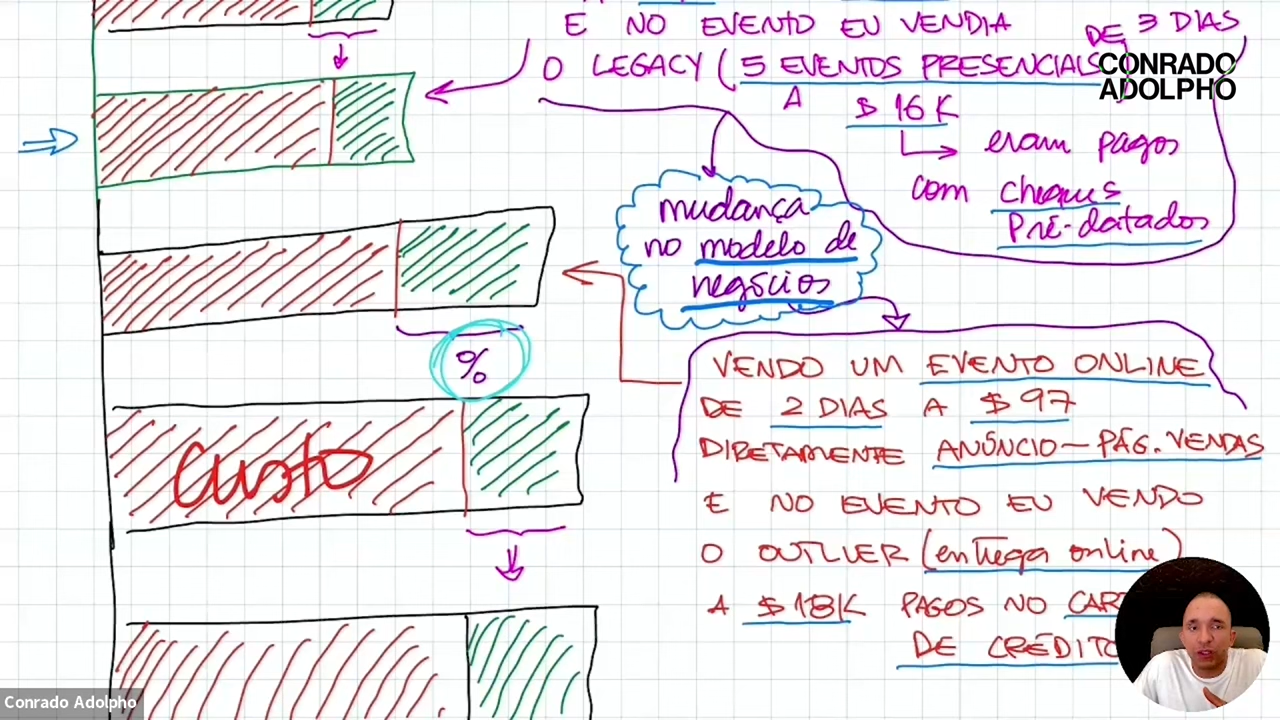 E NO EVENTO EU VENDIA
O LEGACY (5 EVENTOS PRESENCIAIS) DE 3 DIAS
CONRADO
ADOLPHO
A $16K
eram pagos
com cheques
Pré-datados
mudança
no modelo de
negócios
%
VENDO UM EVENTO ONLINE
DE 2 DIAS A $97
DIRETAMENTE ANÚNCIO - PÁG. VENDAS
E NO EVENTO EU VENDO
O OUTLIER (entrega online)
A $18K PAGOS NO
DE CRÉDITO
Custo
Conrado Adolpho